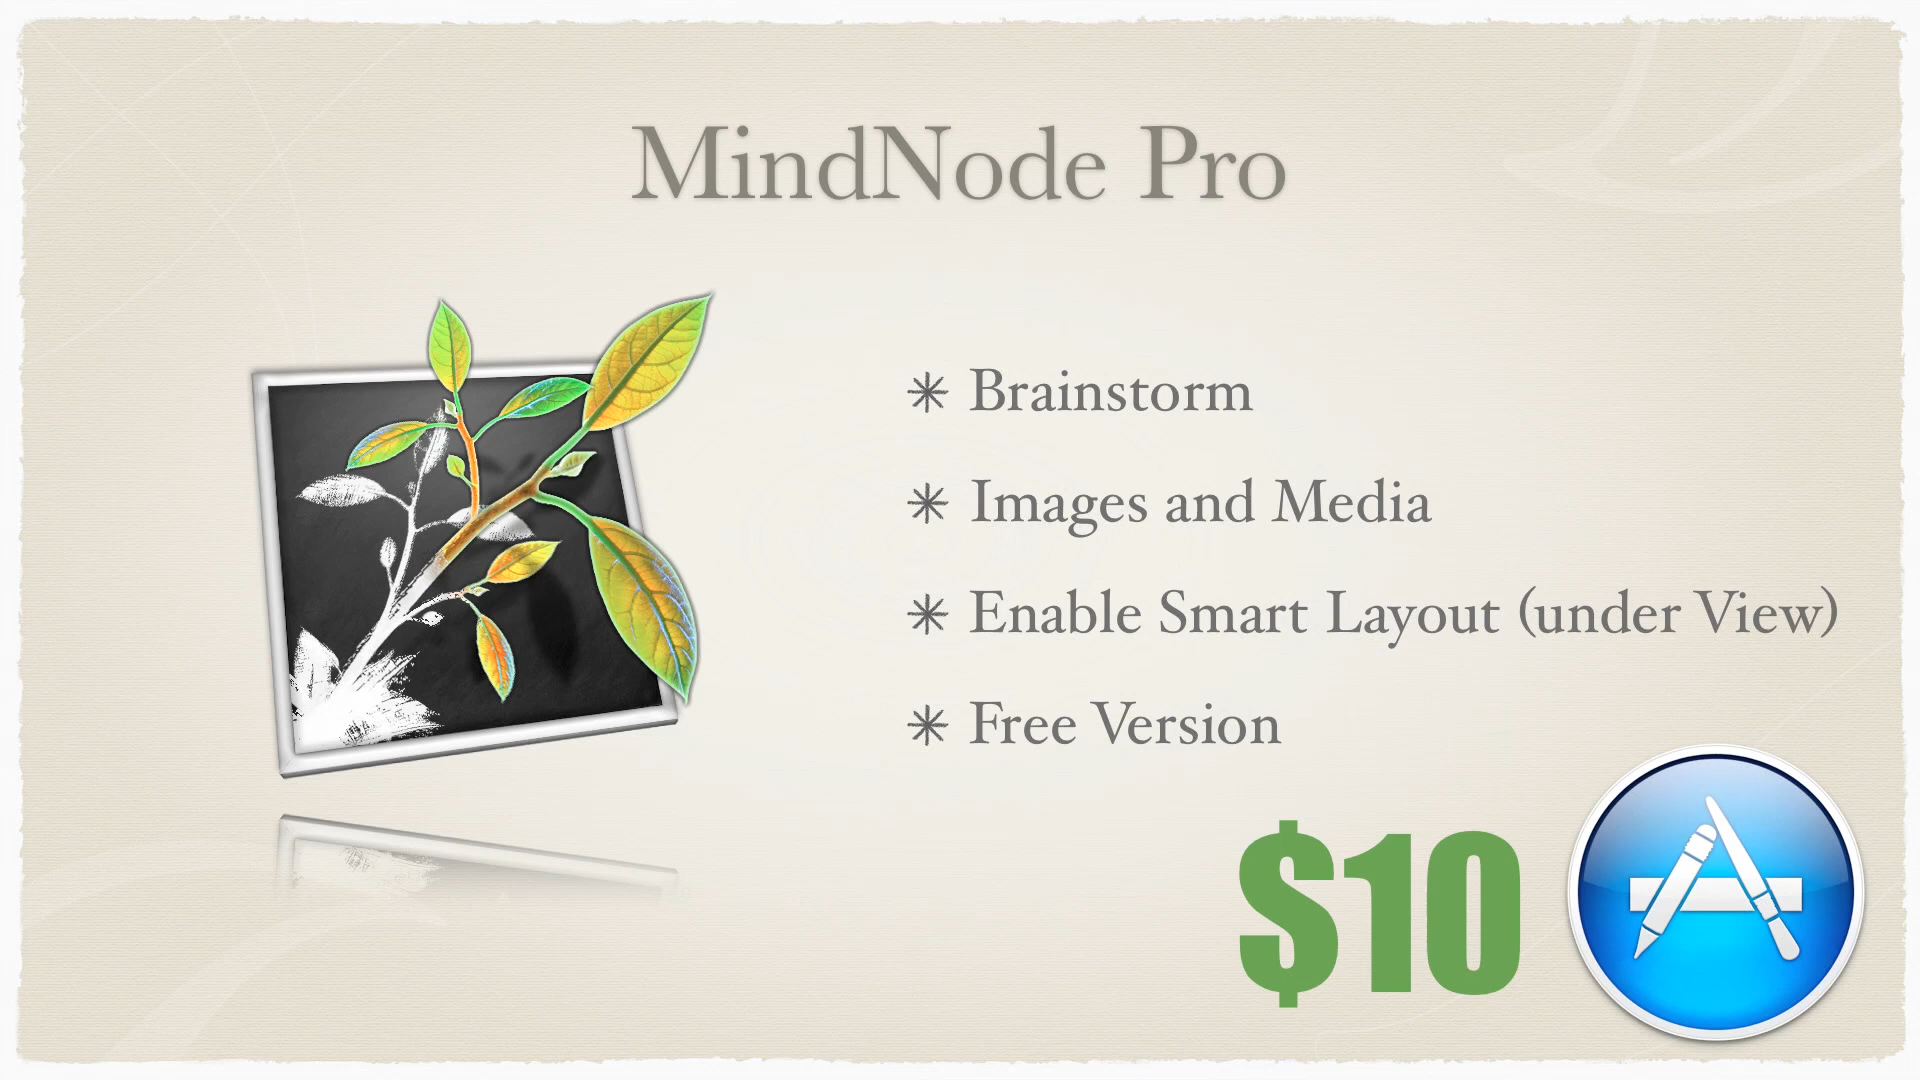 MindNode Pro
Brainstorm
Images and Media
Enable Smart Layout (under View)
Free Version
$10